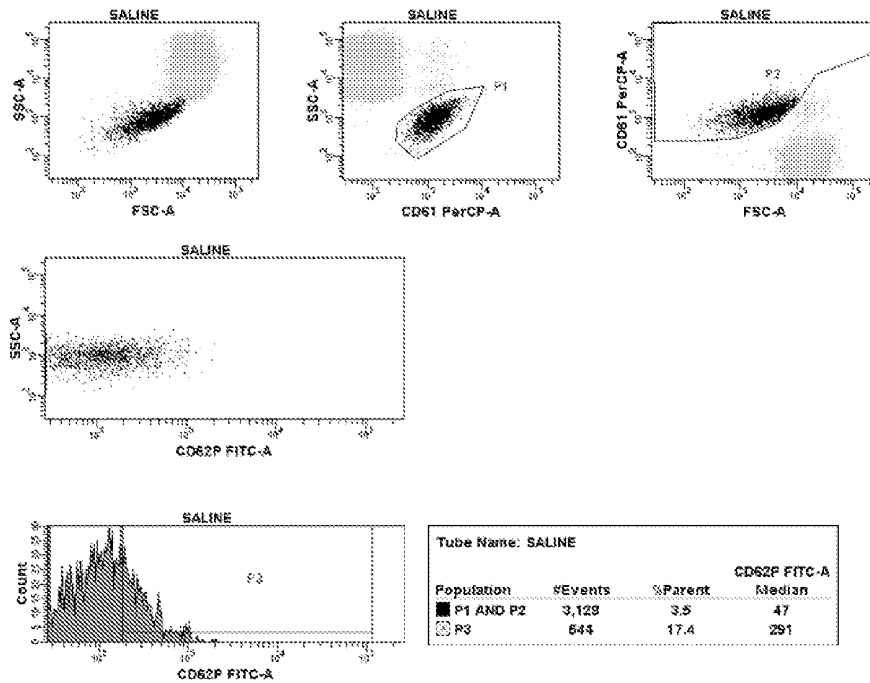 SALINE
SSC-A
FSC-A
SALINE
SSC-A
P1
CD61 PerCP-A
SALINE
CD61 PerCP-A
P2
FSC-A
SALINE
SSC-A
CD62P FITC-A
SALINE
Count
P3
CD62P FITC-A
Tube Name: SALINE
CD62P FITC-A
Population #Events %Parent Median
P1 AND P2 3,129 3.5 47
P3 544 17.4 291